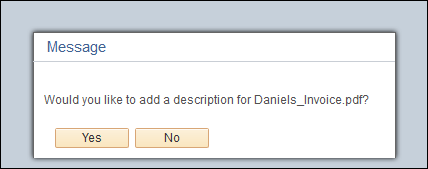 Message
Would you like to add a description for Daniels_Invoice.pdf?
Yes No